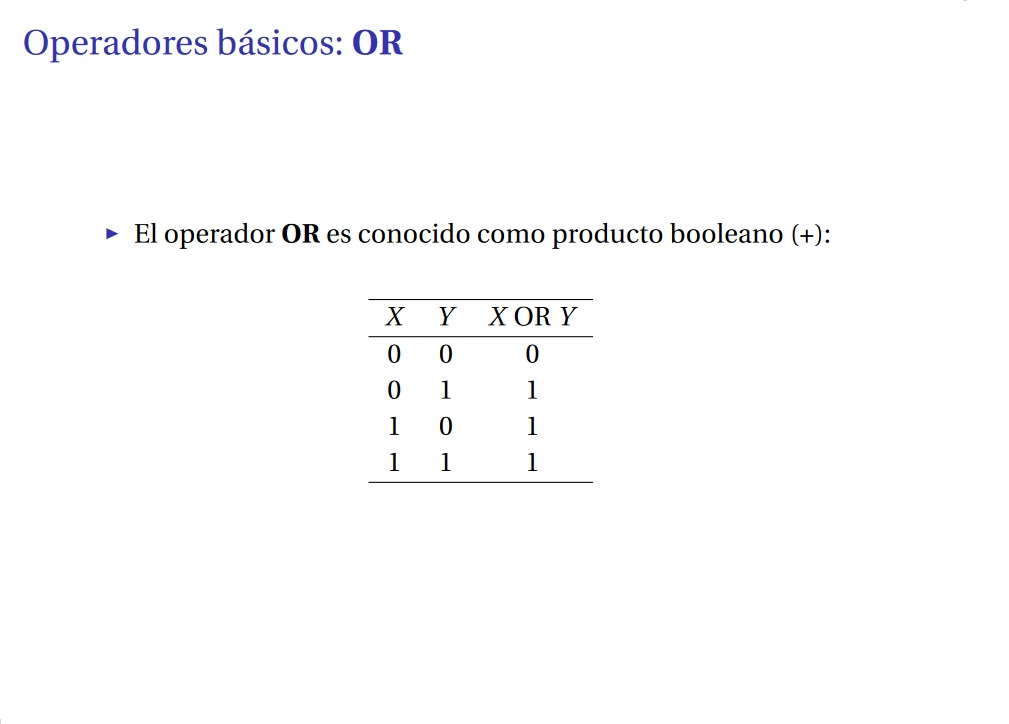 Operadores básicos: OR
▶ El operador OR es conocido como producto booleano (+):
X Y X OR Y
0 0 0
0 1 1
1 0 1
1 1 1